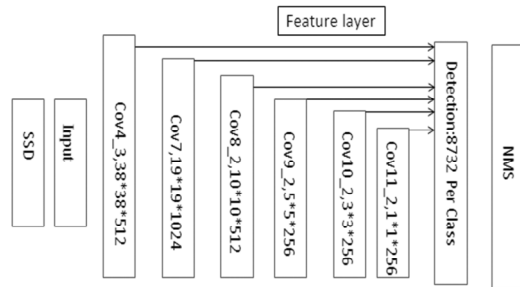 Feature layer
SSD
Input
Cov4_3,38*38*512
Cov7,19*19*1024
Cov8_2,10*10*512
Cov9_2,5*5*256
Cov10_2,3*3*256
Cov11_2,1*1*256
Detection:8732 Per Class
NMS